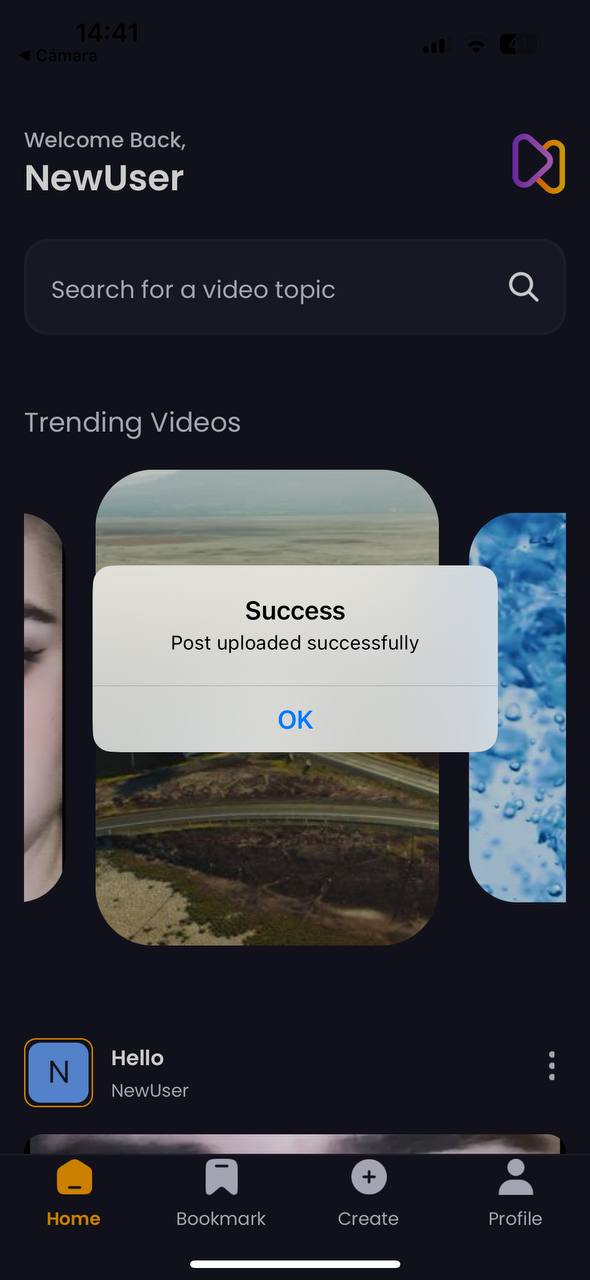 14:41
◀ Cámara
Welcome Back,
NewUser
Search for a video topic
Trending Videos
Success
Post uploaded successfully
OK
N
Hello
NewUser
Home
Bookmark
Create
Profile